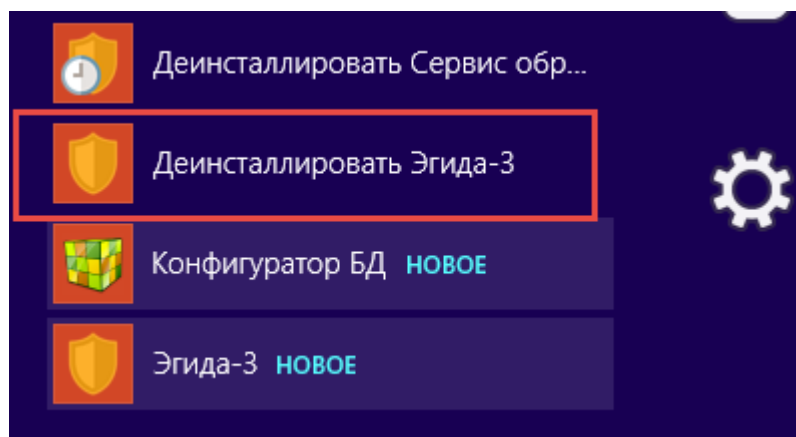 Деинсталлировать Сервис обр...
Деинсталлировать Эгида-3
Конфигуратор БД НОВОЕ
Эгида-3 НОВОЕ